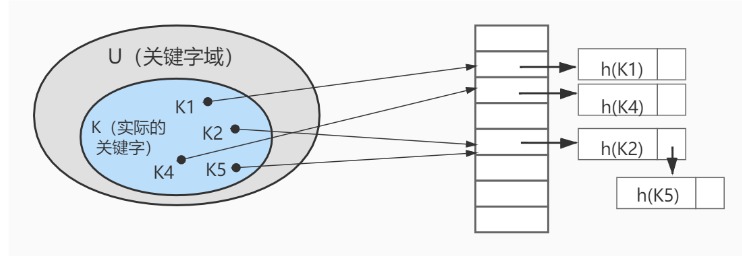 U（关键字域）
K（实际的
关键字）
K1
K2
K4
K5
h(K1)
h(K4)
h(K2)
h(K5)